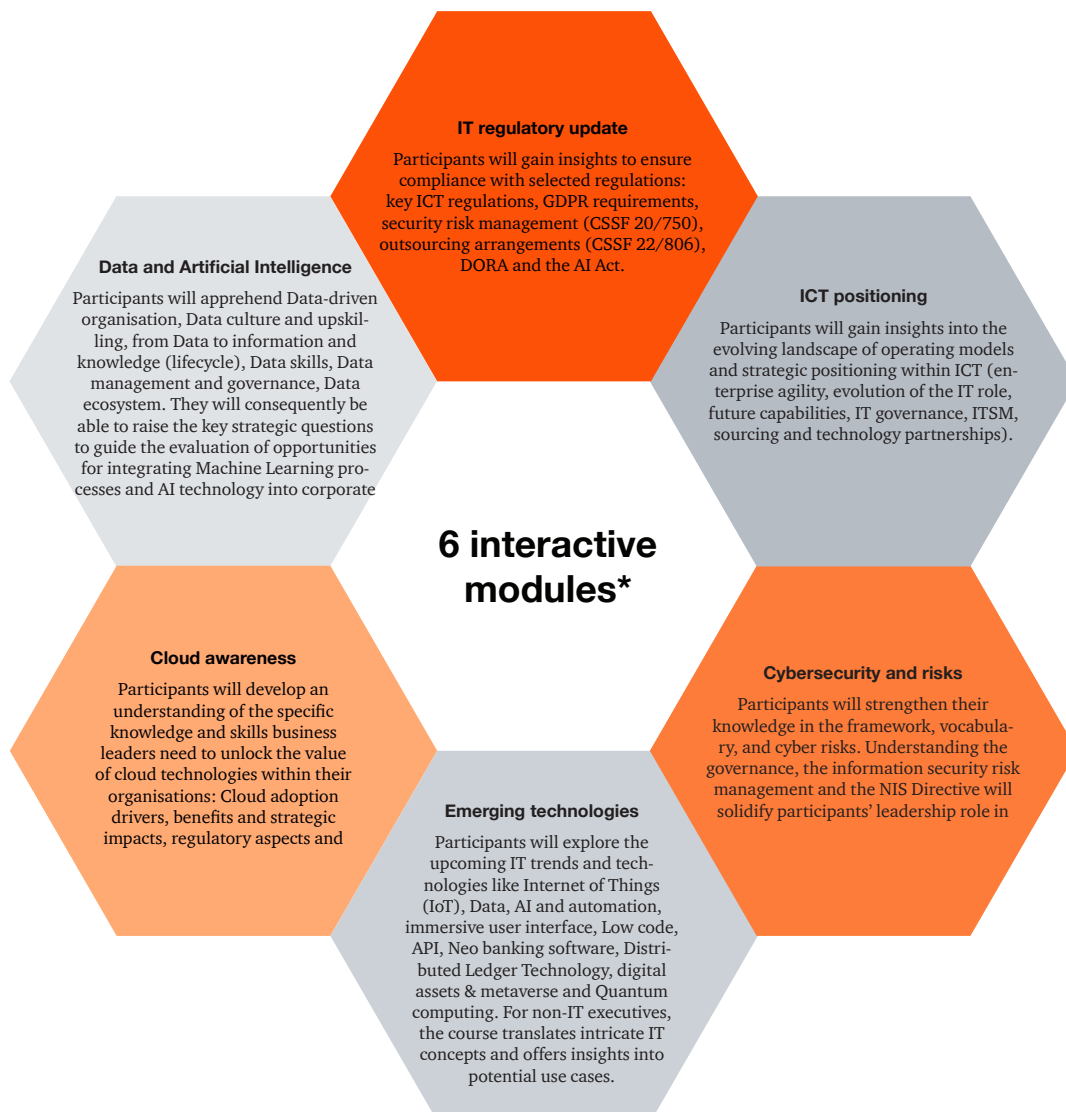 IT regulatory update
Participants will gain insights to ensure
compliance with selected regulations:
key ICT regulations, GDPR requirements,
security risk management (CSSF 20/750),
outsourcing arrangements (CSSF 22/806),
DORA and the AI Act.
Data and Artificial Intelligence
Participants will apprehend Data-driven
organisation, Data culture and upskil-
ling, from Data to information and
knowledge (lifecycle), Data skills, Data
management and governance, Data
ecosystem. They will consequently be
able to raise the key strategic questions
to guide the evaluation of opportunities
for integrating Machine Learning pro-
cesses and AI technology into corporate
ICT positioning
Participants will gain insights into the
evolving landscape of operating models
and strategic positioning within ICT (en-
terprise agility, evolution of the IT role,
future capabilities, IT governance, ITSM,
sourcing and technology partnerships).
6 interactive
modules*
Cloud awareness
Participants will develop an
understanding of the specific
knowledge and skills business
leaders need to unlock the value
of cloud technologies within their
organisations: Cloud adoption
drivers, benefits and strategic
impacts, regulatory aspects and
Cybersecurity and risks
Participants will strengthen their
knowledge in the framework, vocabula-
ry, and cyber risks. Understanding the
governance, the information security risk
management and the NIS Directive will
solidify participants’ leadership role in
Emerging technologies
Participants will explore the
upcoming IT trends and tech-
nologies like Internet of Things
(IoT), Data, AI and automation,
immersive user interface, Low code,
API, Neo banking software, Distri-
buted Ledger Technology, digital
assets & metaverse and Quantum
computing. For non-IT executives,
the course translates intricate IT
concepts and offers insights into
potential use cases.